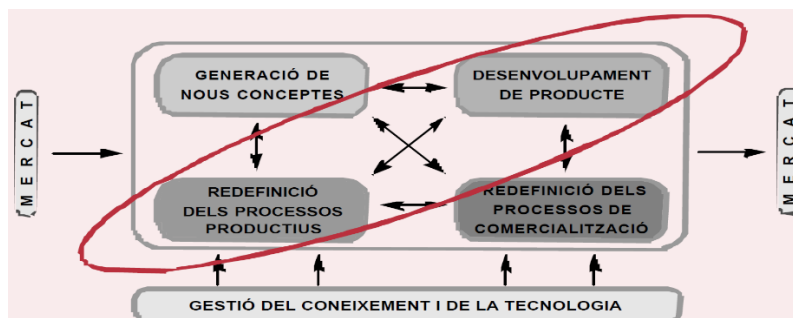 MERCAT
GENERACIÓ DE
NOUS CONCEPTES
DESENVOLUPAMENT
DE PRODUCTE
REDEFINICIÓ
DELS PROCESSOS
PRODUCTIUS
REDEFINICIÓ DELS
PROCESSOS DE
COMERCIALITZACIÓ
MERCAT
GESTIÓ DEL CONEIXEMENT I DE LA TECNOLOGIA